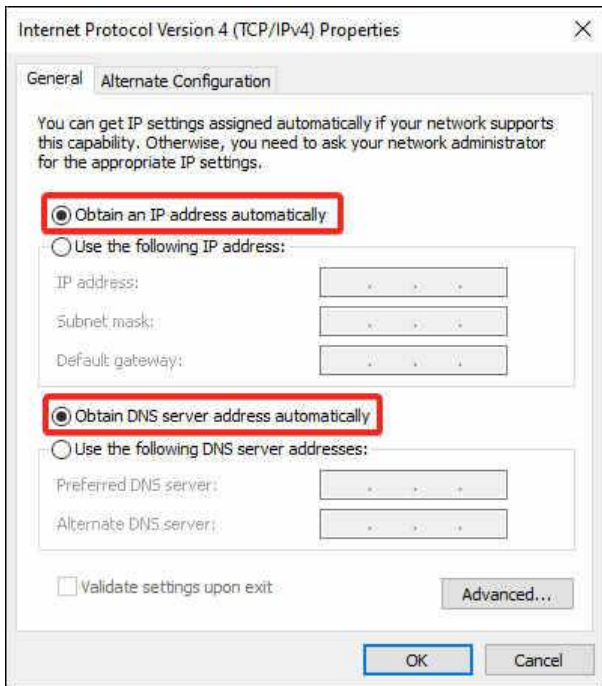 Internet Protocol Version 4 (TCP/IPv4) Properties
General
Alternate Configuration
You can get IP settings assigned automatically if your network supports
this capability. Otherwise, you need to ask your network administrator
for the appropriate IP settings.
Obtain an IP address automatically
Use the following IP address:
IP address:
Subnet mask:
Default gateway:
Obtain DNS server address automatically
Use the following DNS server addresses:
Preferred DNS server:
Alternate DNS server:
Validate settings upon exit
Advanced...
OK
Cancel